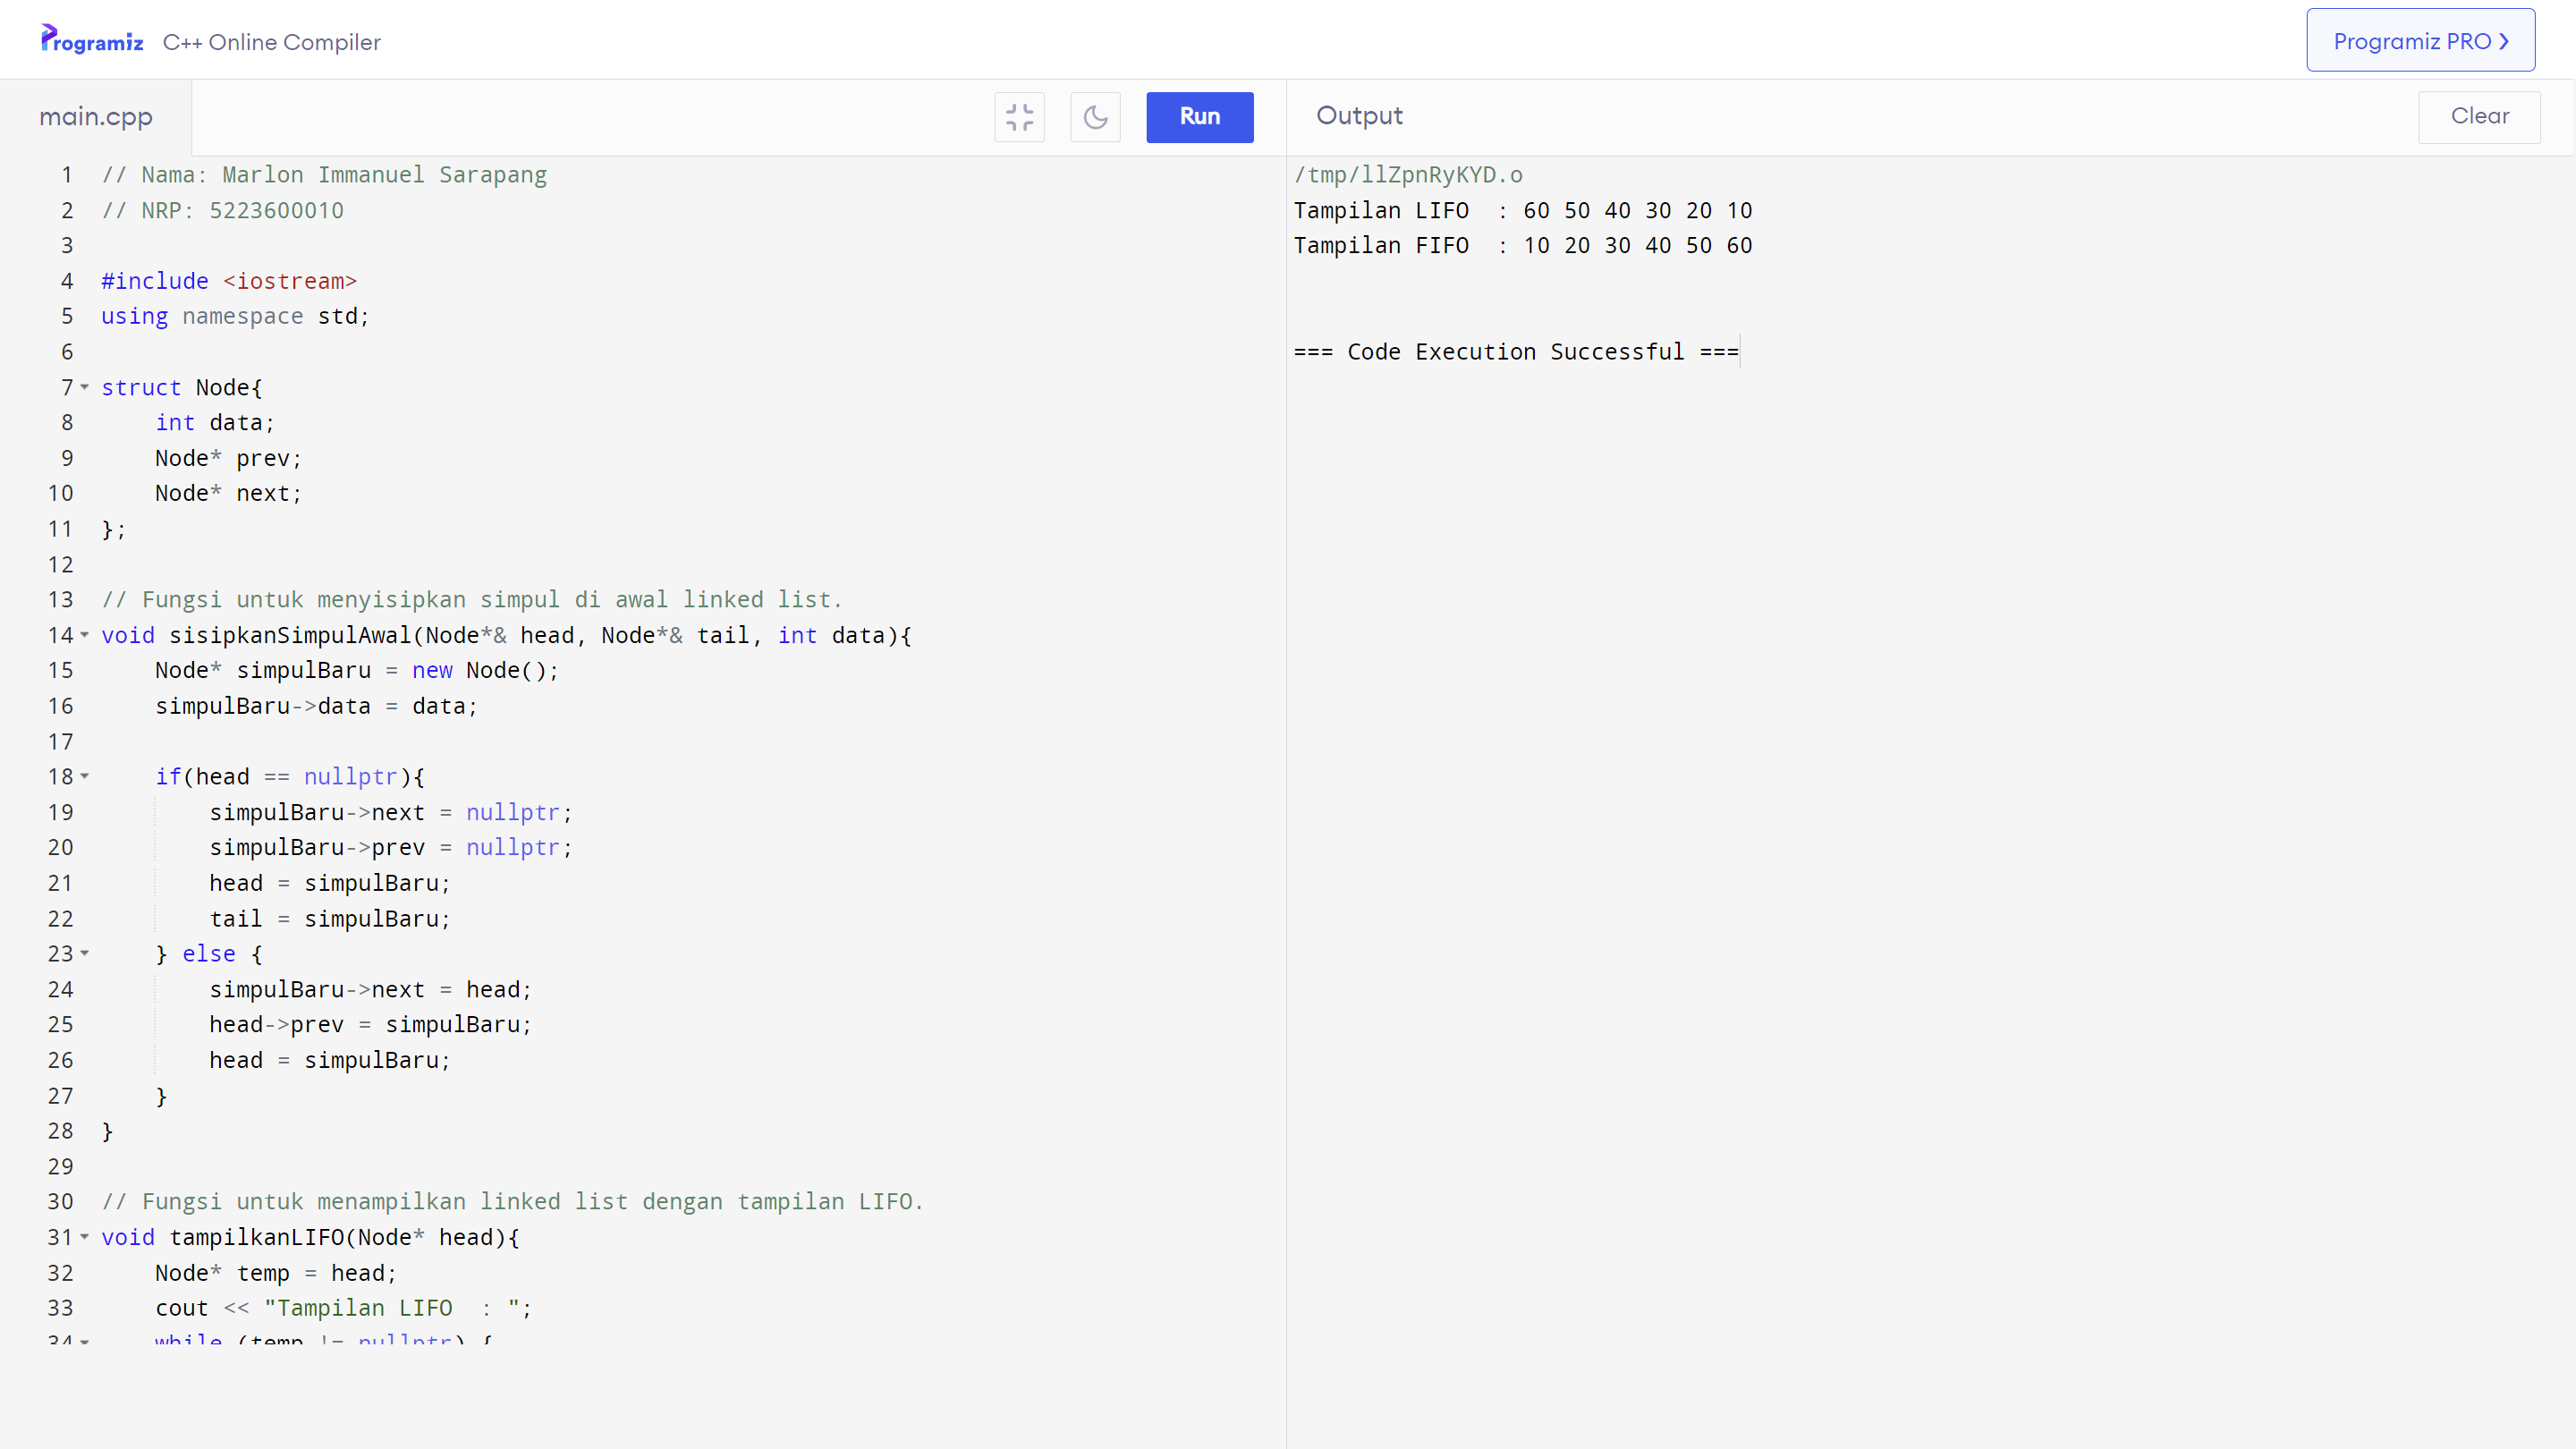 Programiz C++ Online Compiler
Programiz PRO ❯
main.cpp
Run
Output
Clear
1 // Nama: Marlon Immanuel Sarapang
2 // NRP: 5223600010
3
4 #include <iostream>
5 using namespace std;
6
7 struct Node{
8     int data;
9     Node* prev;
10     Node* next;
11 };
12
13 // Fungsi untuk menyisipkan simpul di awal linked list.
14 void sisipkanSimpulAwal(Node*& head, Node*& tail, int data){
15     Node* simpulBaru = new Node();
16     simpulBaru->data = data;
17
18     if(head == nullptr){
19         simpulBaru->next = nullptr;
20         simpulBaru->prev = nullptr;
21         head = simpulBaru;
22         tail = simpulBaru;
23     } else {
24         simpulBaru->next = head;
25         head->prev = simpulBaru;
26         head = simpulBaru;
27     }
28 }
29
30 // Fungsi untuk menampilkan linked list dengan tampilan LIFO.
31 void tampilkanLIFO(Node* head){
32     Node* temp = head;
33     cout << "Tampilan LIFO  : ";
34     while (temp != nullptr) {
/tmp/llZpnRyKYD.o
Tampilan LIFO  : 60 50 40 30 20 10
Tampilan FIFO  : 10 20 30 40 50 60
=== Code Execution Successful ===